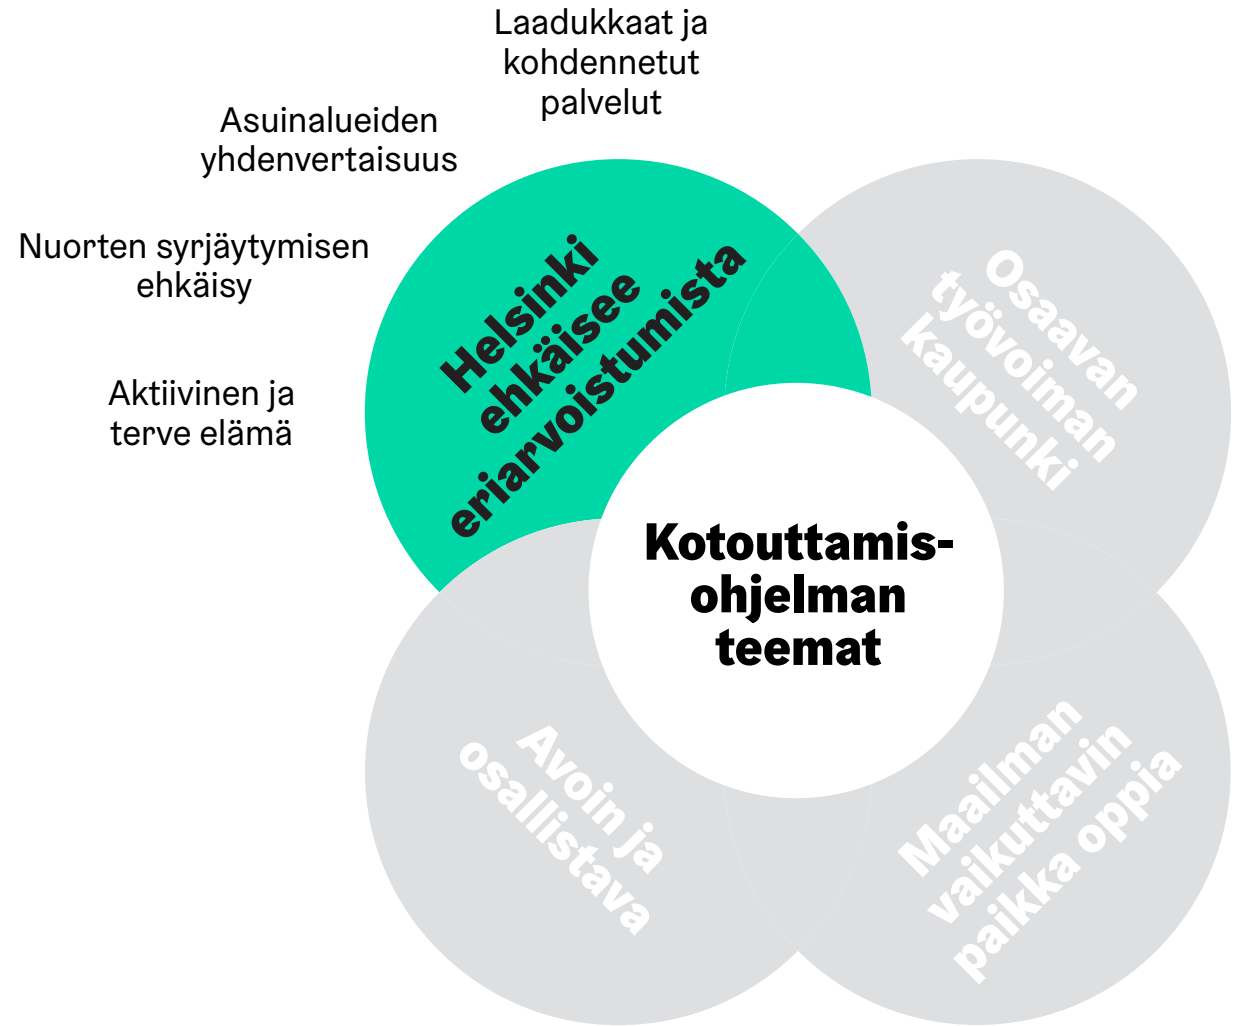 Laadukkaat ja
kohdennetut
palvelut
Asuinalueiden
yhdenvertaisuus
Nuorten syrjäytymisen
ehkäisy
Aktiivinen ja
terve elämä
Helsinki
ehkäisee
eriarvoistumista
Osaavan
työvoiman
kaupunki
Kotouttamis-
ohjelman
teemat
Avoin ja
osallistava
Maailman
vaikuttavin
paikka oppia